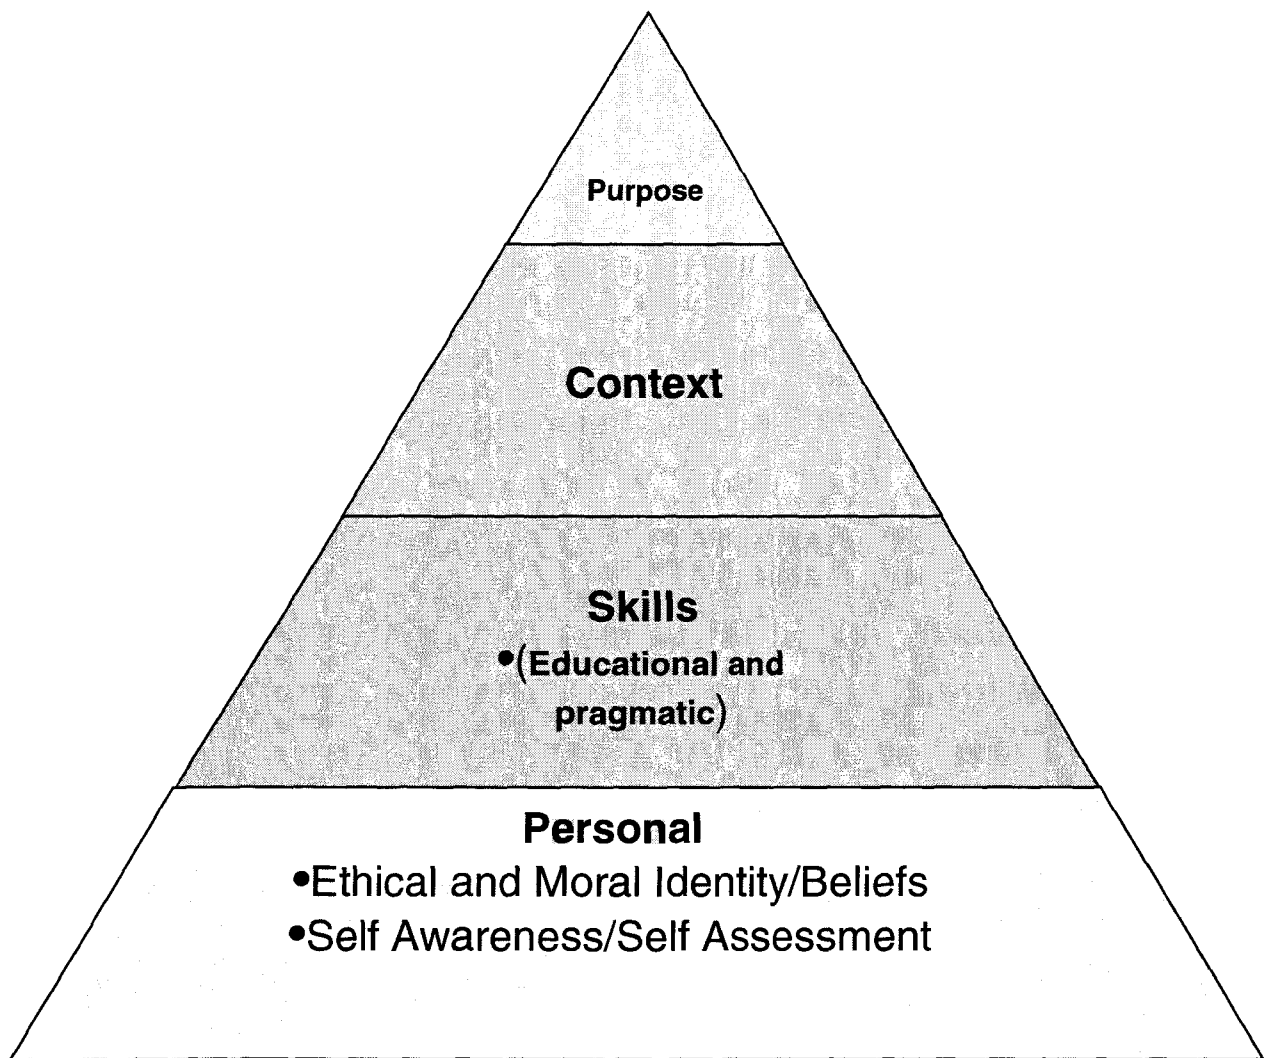 Purpose
Context
Skills
•(Educational and
pragmatic)
Personal
•Ethical and Moral Identity/Beliefs
•Self Awareness/Self Assessment